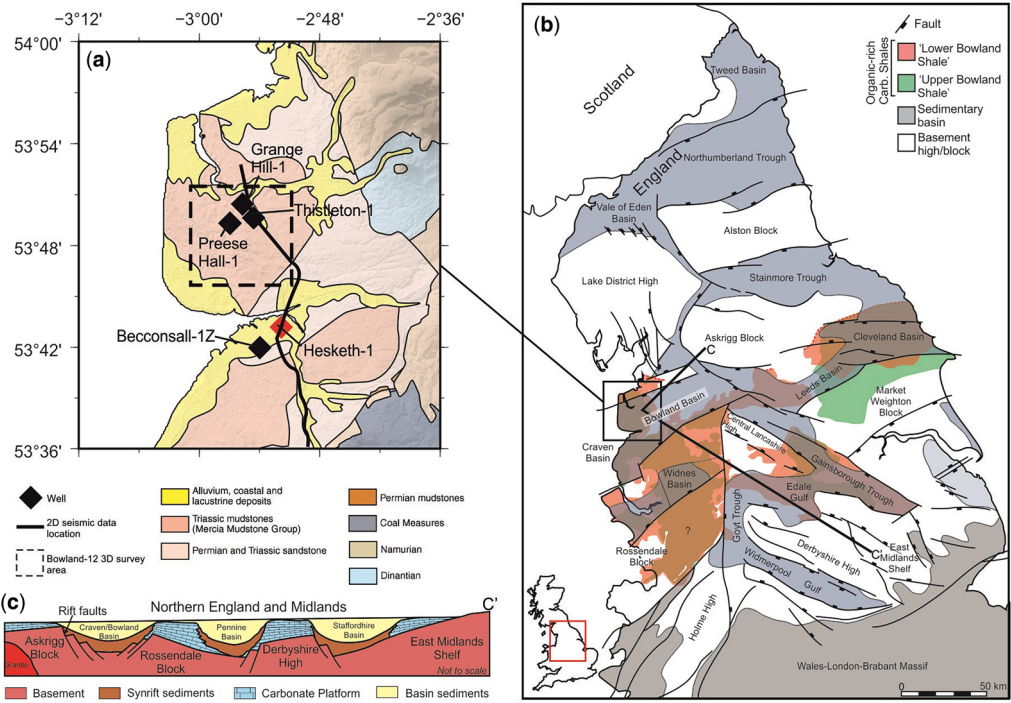 −3°12'
−3°00'
−2°48'
−2°36'
54°00'
53°54'
53°48'
53°42'
53°36'
(a)
Grange
Hill-1
Thistleton-1
Preese
Hall-1
Becconsall-1Z
Hesketh-1
Well
2D seismic data
location
Bowland-12 3D survey
area
Alluvium, coastal and
lacustrine deposits
Triassic mudstones
(Mercia Mudstone Group)
Permian and Triassic sandstone
Permian mudstones
Coal Measures
Namurian
Dinantian
(b)
Fault
Organic-rich
Carb. Shales
'Lower Bowland
Shale'
'Upper Bowland
Shale'
Sedimentary
basin
Basement
high/block
Scotland
England
Tweed Basin
Northumberland Trough
Vale of Eden
Basin
Alston Block
Lake District High
Stainmore Trough
Askrigg Block
C
Cleveland Basin
Leeds Basin
Market
Weighton
Block
Bowland Basin
Craven
Basin
Central Lancashire
High
Widnes
Basin
Gainsborough Trough
Edale
Gulf
Goyt Trough
?
Rossendale
Block
Derbyshire High
C'
East
Midlands
Shelf
Widmerpool
Gulf
Holme High
Wales-London-Brabant Massif
0
50 km
(c)
Northern England and Midlands
C'
Rift faults
Craven/Bowland
Basin
Pennine
Basin
Staffordshire
Basin
Askrigg
Block
Rossendale
Block
Derbyshire
High
East Midlands
Shelf
Granite
Not to scale
Basement
Synrift sediments
Carbonate Platform
Basin sediments